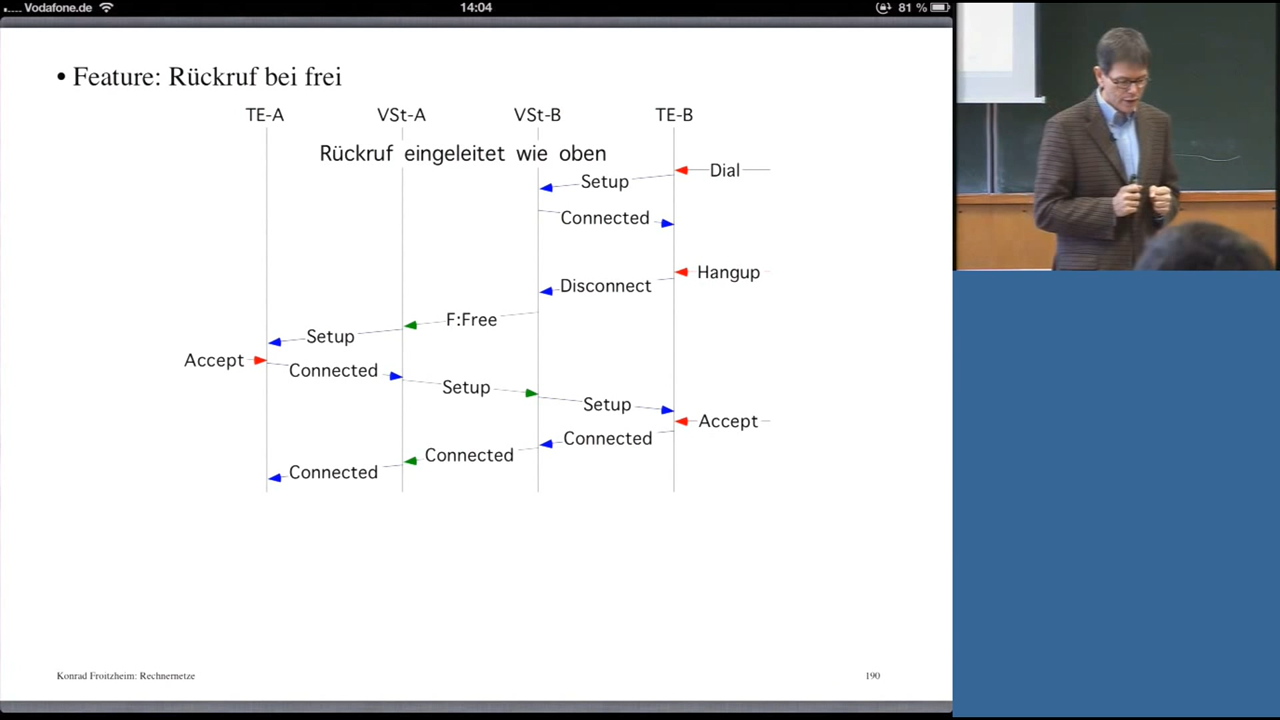 Vodafone.de
14:04
81 %
• Feature: Rückruf bei frei
TE-A VSt-A VSt-B TE-B
Rückruf eingeleitet wie oben
Dial
Setup
Connected
Hangup
Disconnect
F:Free
Setup
Accept
Connected
Setup
Setup
Accept
Connected
Connected
Connected
Konrad Froitzheim: Rechnernetze
190